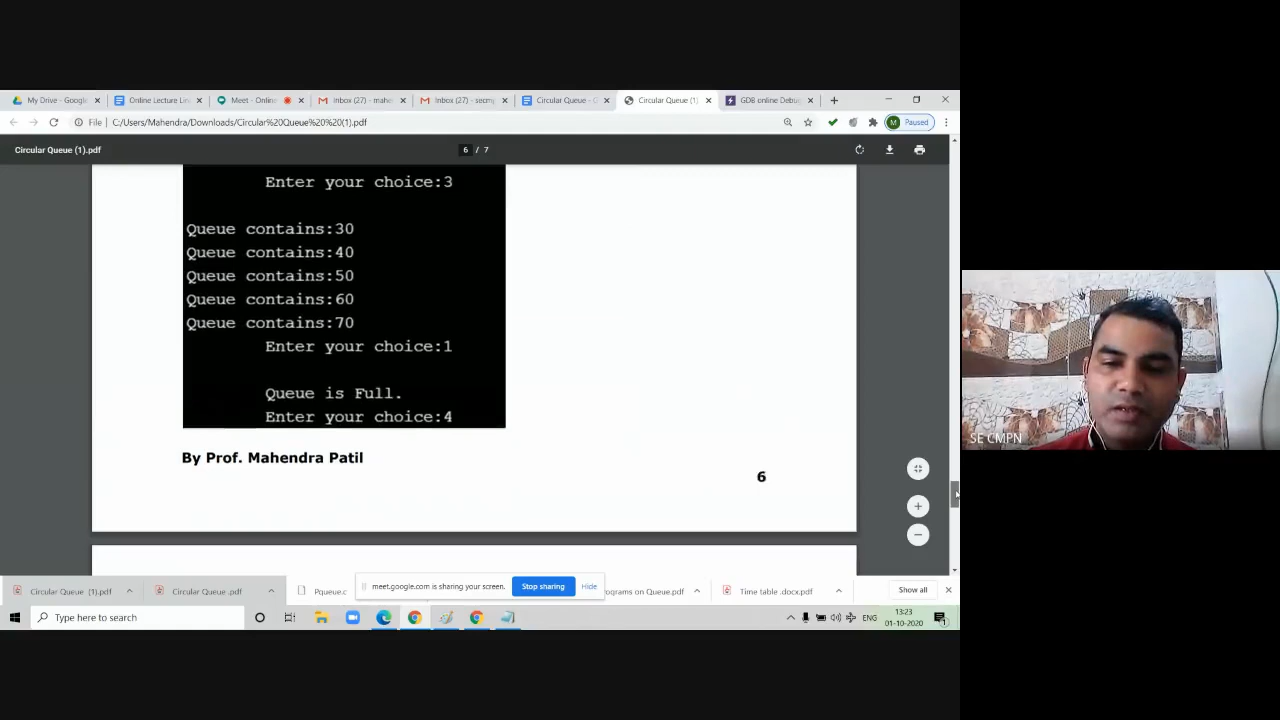 My Drive - Google
Online Lecture Lin
Meet - Online
Inbox (27) - mahe
Inbox (27) - secm
Circular Queue - G
Circular Queue (1)
GDB online Debu
File
C:/Users/Mahendra/Downloads/Circular%20Queue%20%20(1).pdf
M
Paused
Circular Queue (1).pdf
6 / 7
Enter your choice:3
Queue contains:30
Queue contains:40
Queue contains:50
Queue contains:60
Queue contains:70
Enter your choice:1
Queue is Full.
Enter your choice:4
By Prof. Mahendra Patil
6
SE CMPN
Circular Queue (1).pdf
Circular Queue .pdf
Pqueue.c
meet.google.com is sharing your screen.
Stop sharing
Hide
rograms on Queue.pdf
Time table .docx.pdf
Show all
Type here to search
ENG
13:23
01-10-2020